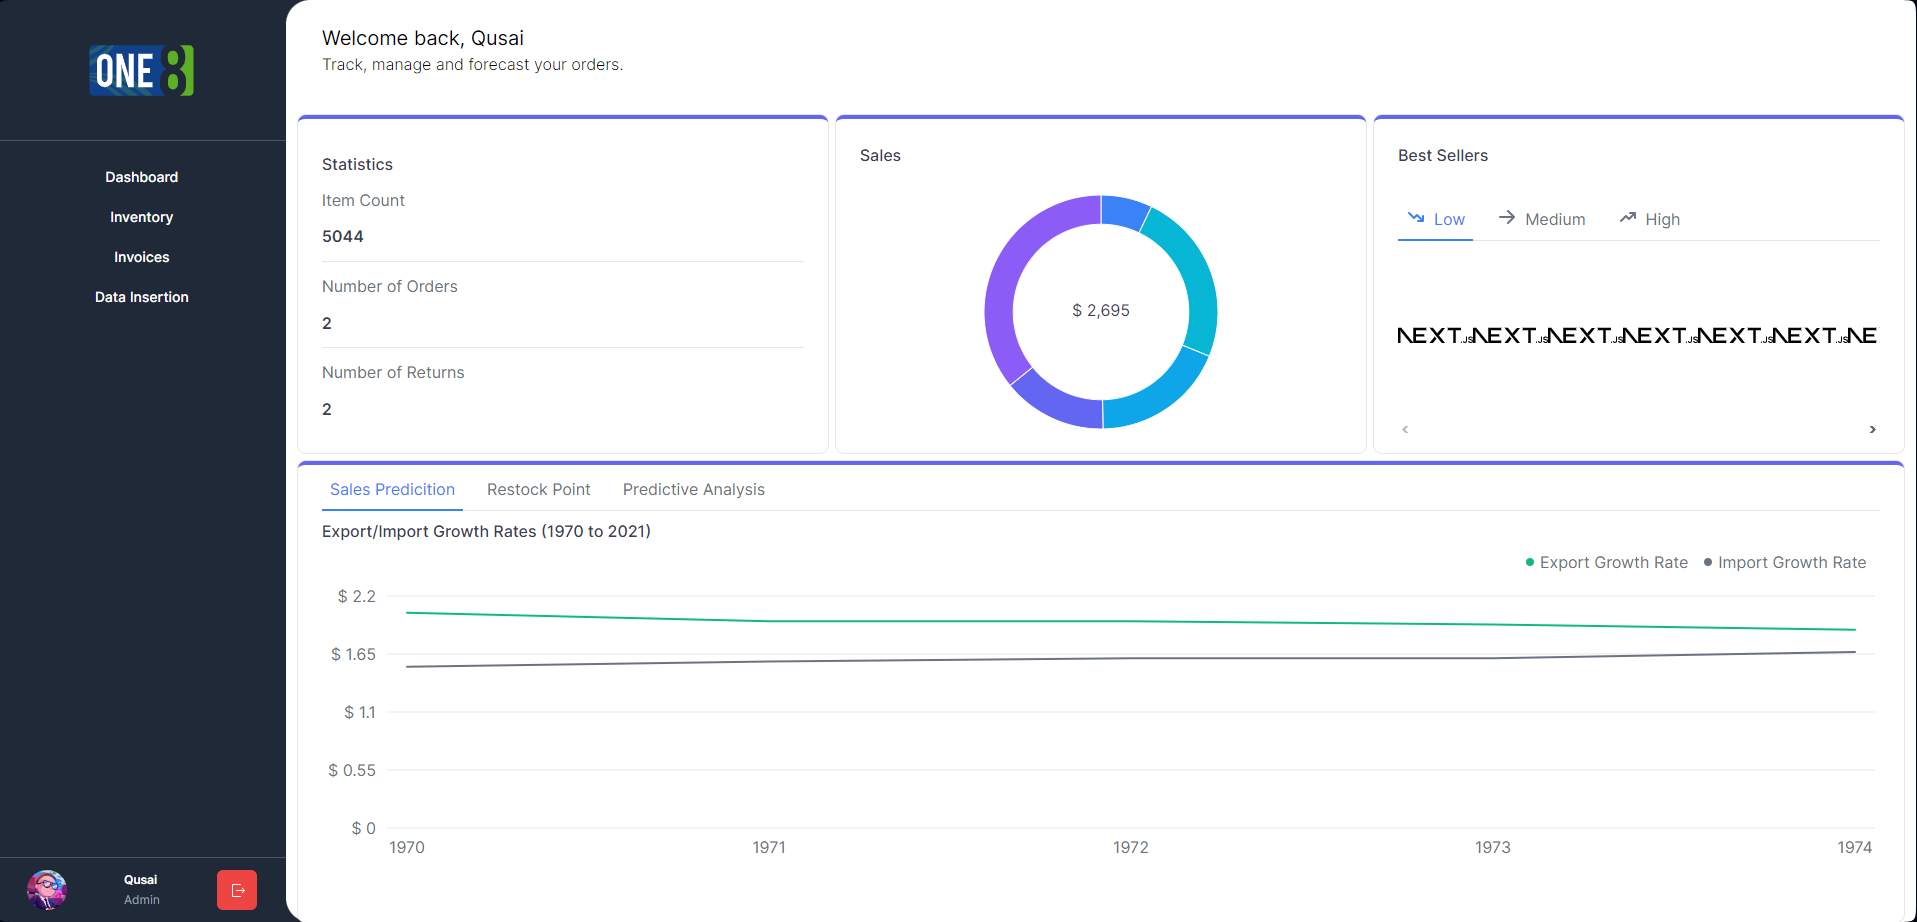 ONE 8
Dashboard
Inventory
Invoices
Data Insertion
Qusai
Admin
Welcome back, Qusai
Track, manage and forecast your orders.
Statistics
Item Count
5044
Number of Orders
2
Number of Returns
2
Sales
$ 2,695
Best Sellers
Low Medium High
NEXT.JS NEXT.JS NEXT.JS NEXT.JS NEXT.JS NEXT.JS NE
Sales Predicition Restock Point Predictive Analysis
Export/Import Growth Rates (1970 to 2021)
Export Growth Rate Import Growth Rate
$ 2.2
$ 1.65
$ 1.1
$ 0.55
$ 0
1970 1971 1972 1973 1974